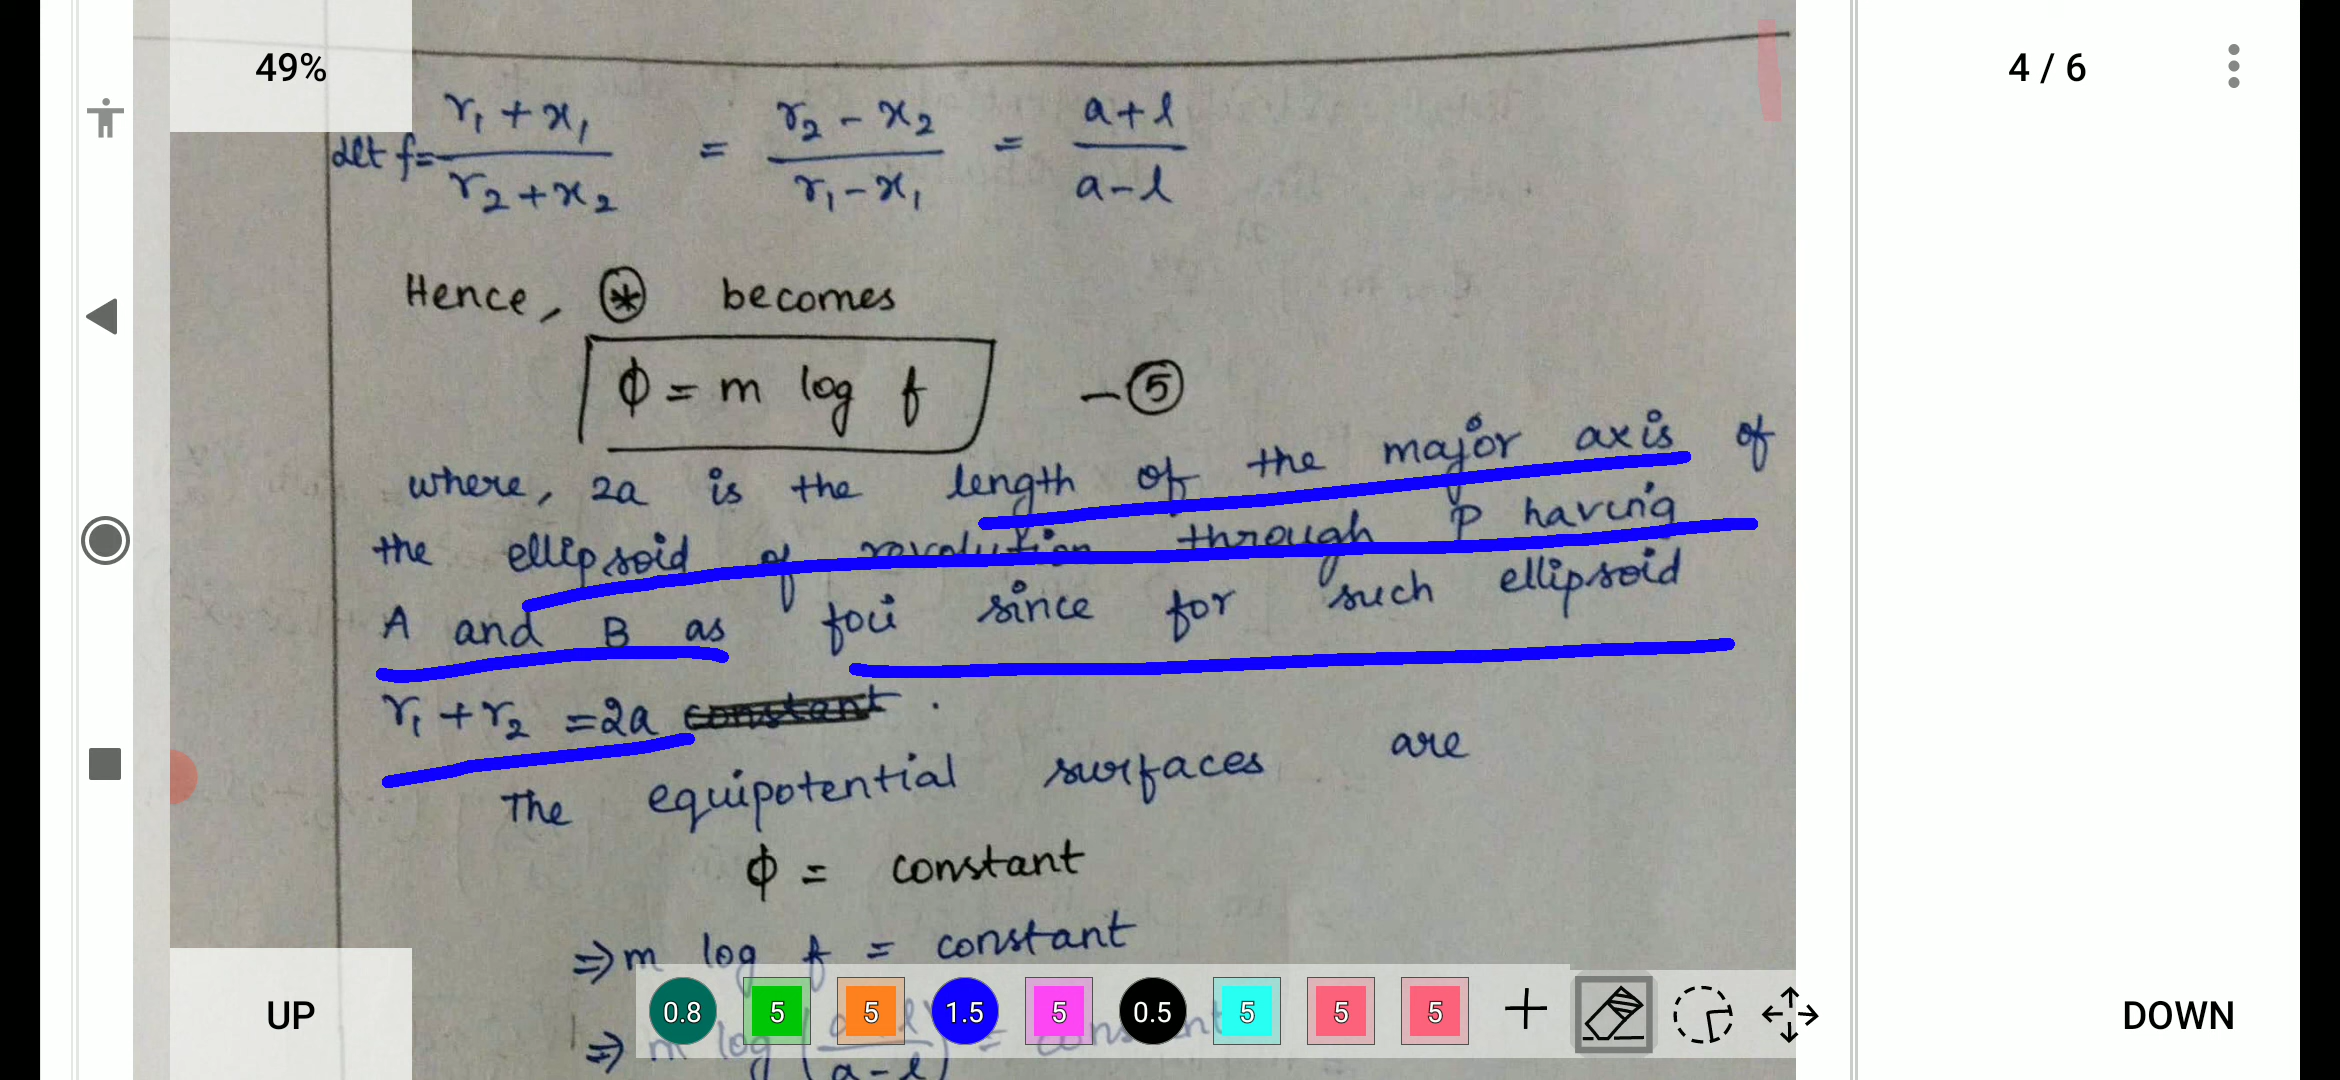 49%
4 / 6
let f = r₁ + x₁ / r₂ + x₂ = r₂ - x₂ / r₁ - x₁ = a + l / a - l
Hence, ⊛ becomes
ϕ = m log f — ⑤
where, 2a is the length of the major axis of
the ellipsoid of revolution through P having
A and B as foci since for such ellipsoid
r₁ + r₂ = 2a constant .
The equipotential surfaces are
ϕ = constant
⇒ m log f = constant
⇒ m log ( a + l / a - l ) = constant
UP
0.8 5 5 1.5 5 0.5 5 5 5
DOWN